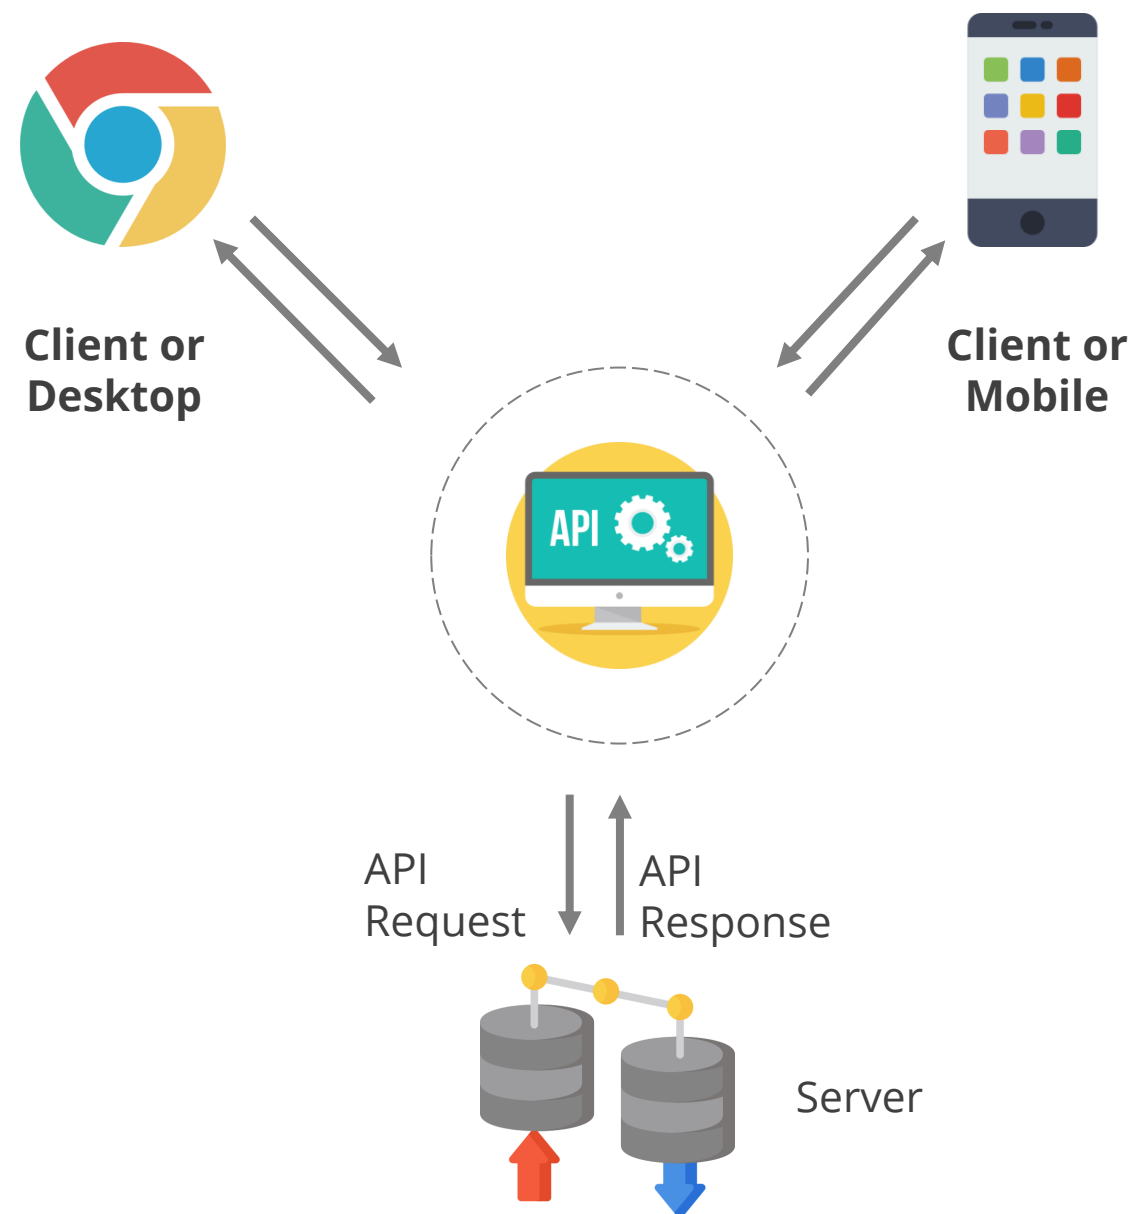 Client or
Desktop
Client or
Mobile
API
API
Request
API
Response
Server